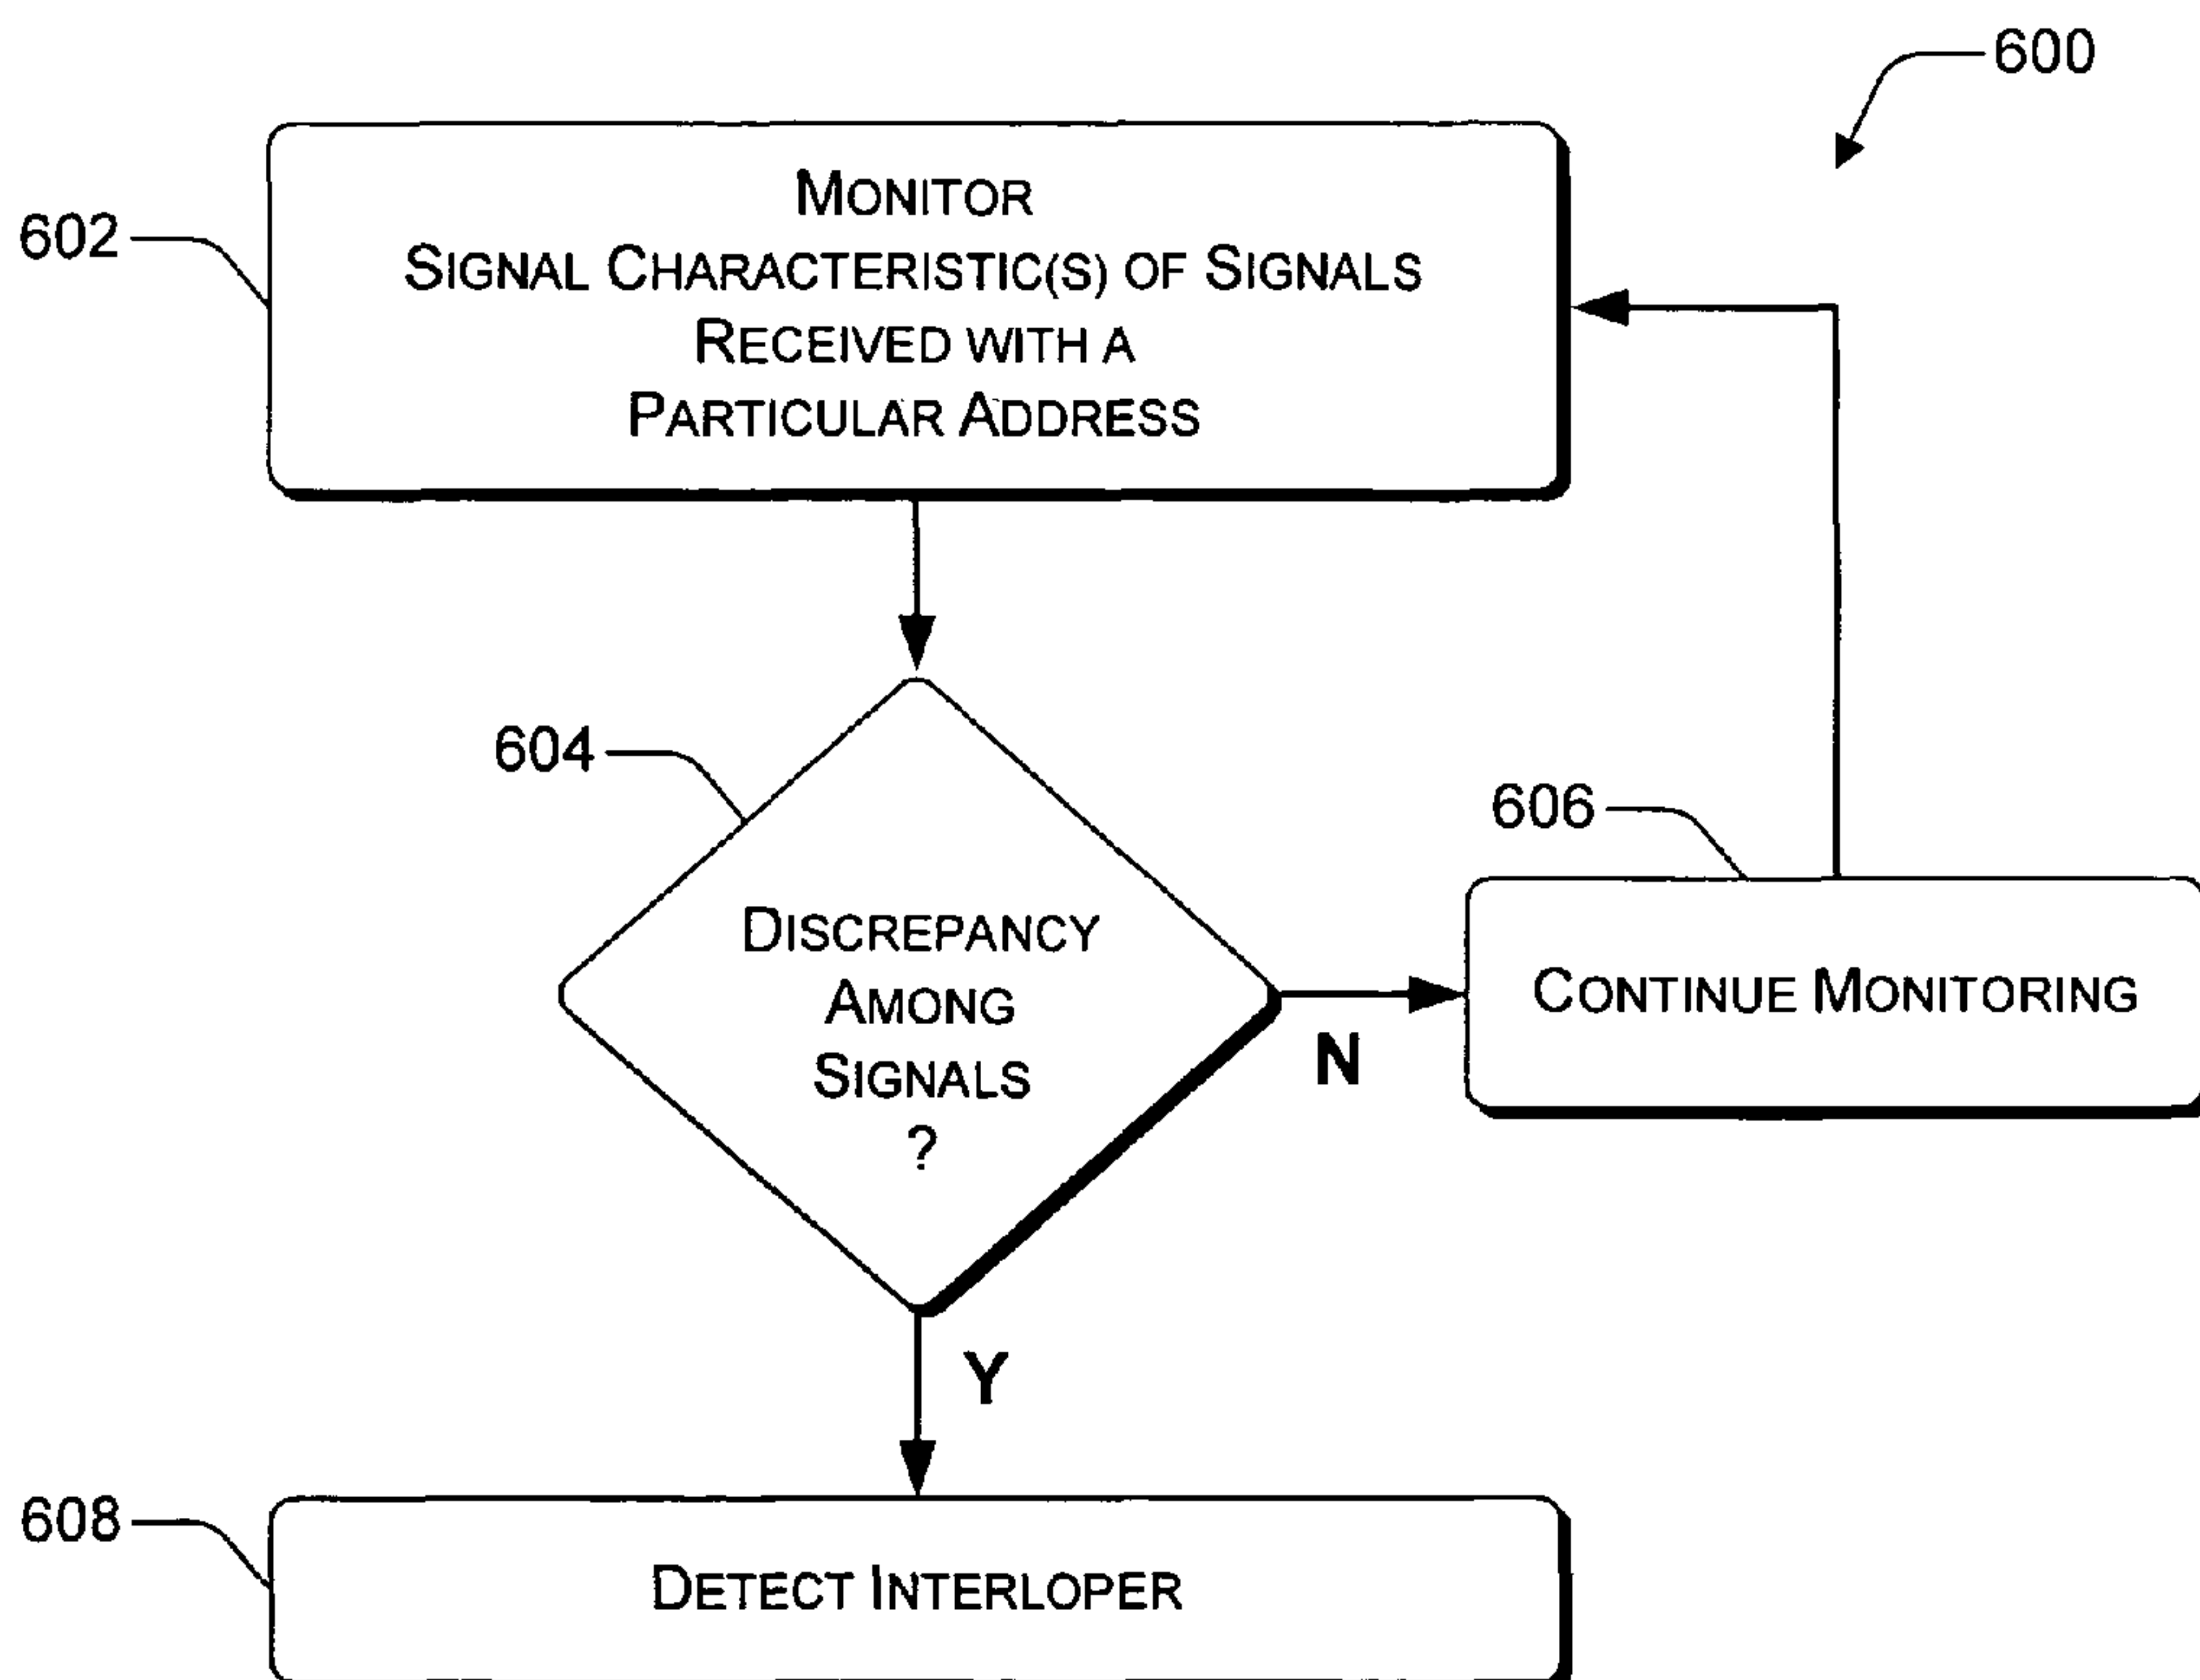 600
602
MONITOR
SIGNAL CHARACTERISTIC(S) OF SIGNALS
RECEIVED WITH A
PARTICULAR ADDRESS
604
606
DISCREPANCY
AMONG
SIGNALS
?
CONTINUE MONITORING
N
Y
608
DETECT INTERLOPER